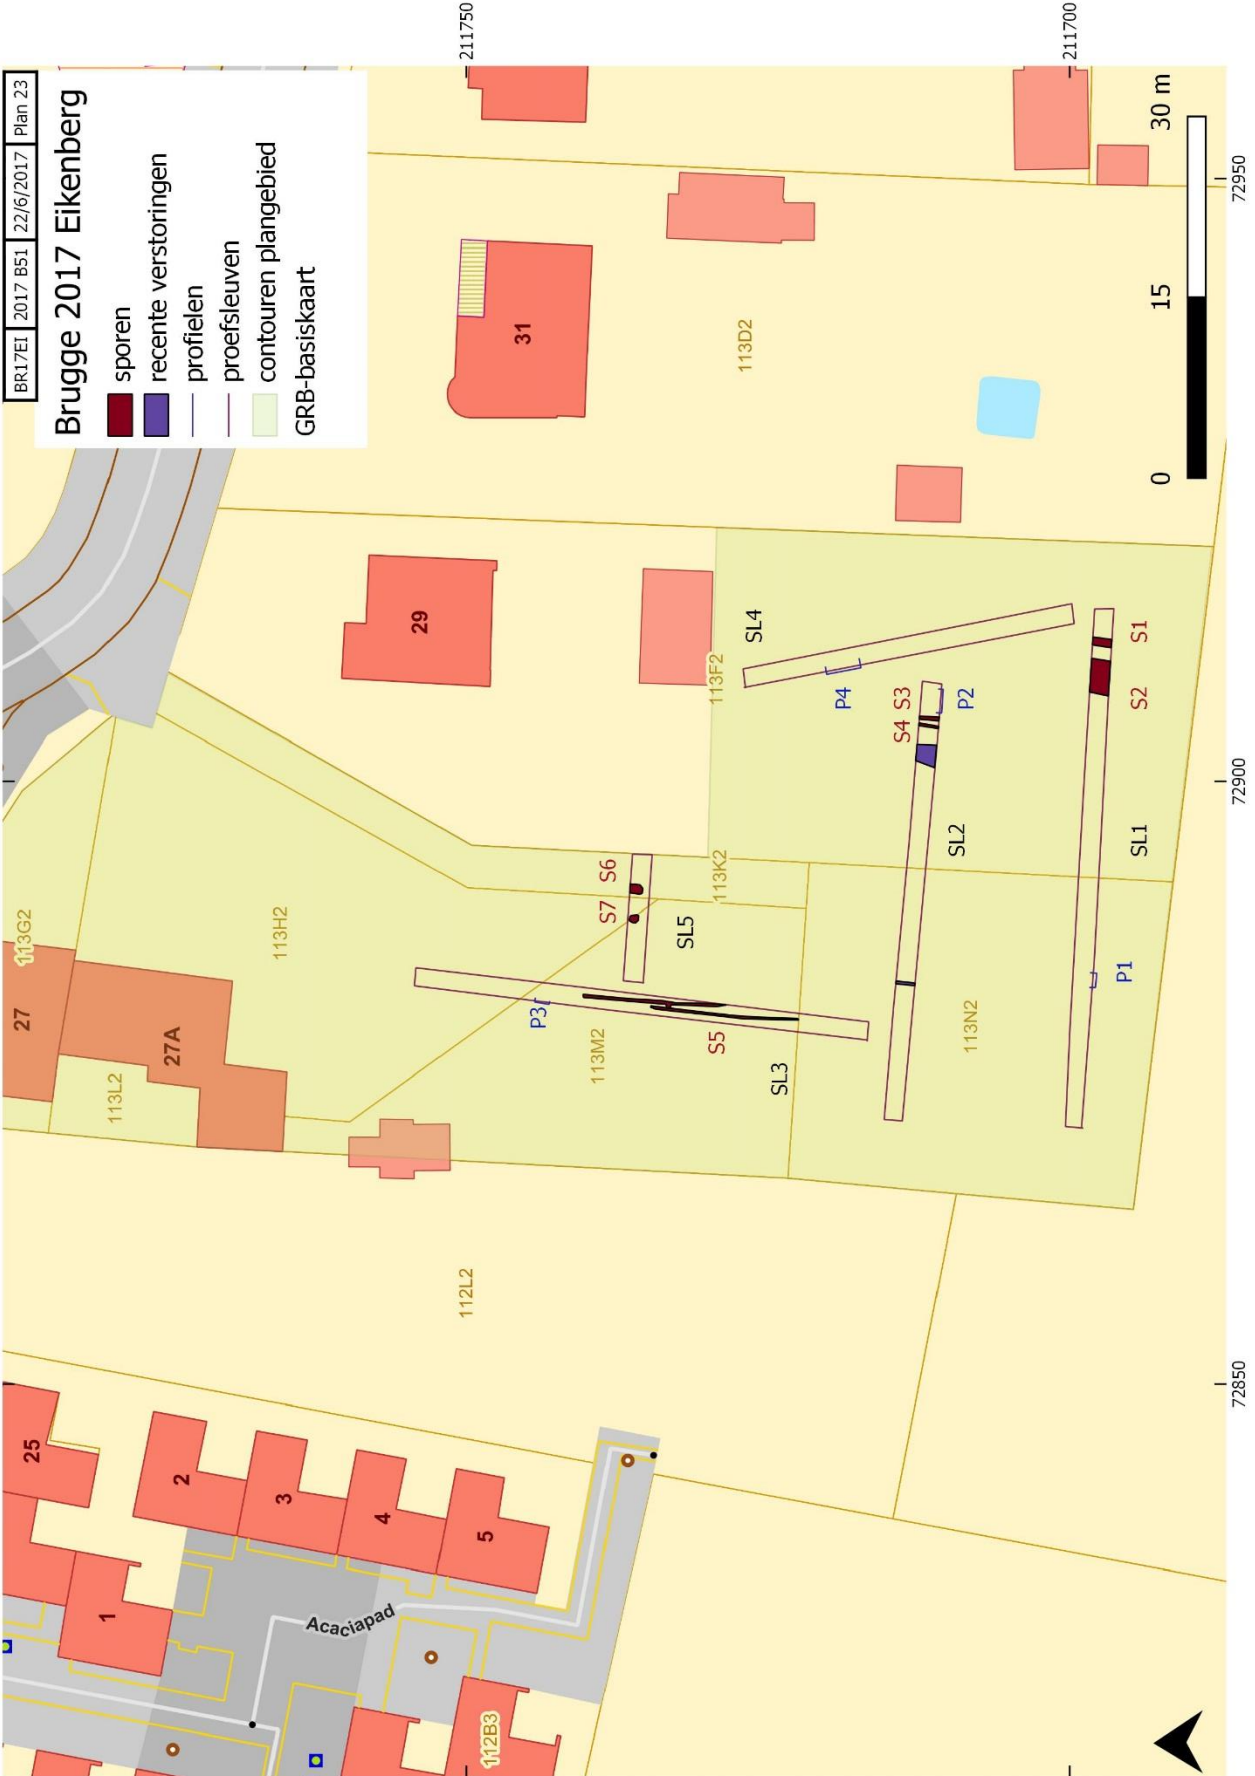 BR17EI 2017 B51 22/6/2017 Plan 23
Brugge 2017 Eikenberg
sporen
recente verstoringen
profielen
proefsleuven
contouren plangebied
GRB-basiskaart
211750
211700
72950
72900
72850
0 15 30 m
31
113D2
29
113F2
SL4
P4
S3
S4
P2
S1
S2
SL2
SL1
P1
113K2
S6
S7
SL5
113G2
113H2
27
27A
113L2
P3
113M2
S5
SL3
113N2
112L2
25
2
3
4
5
1
Acaciapad
112B3